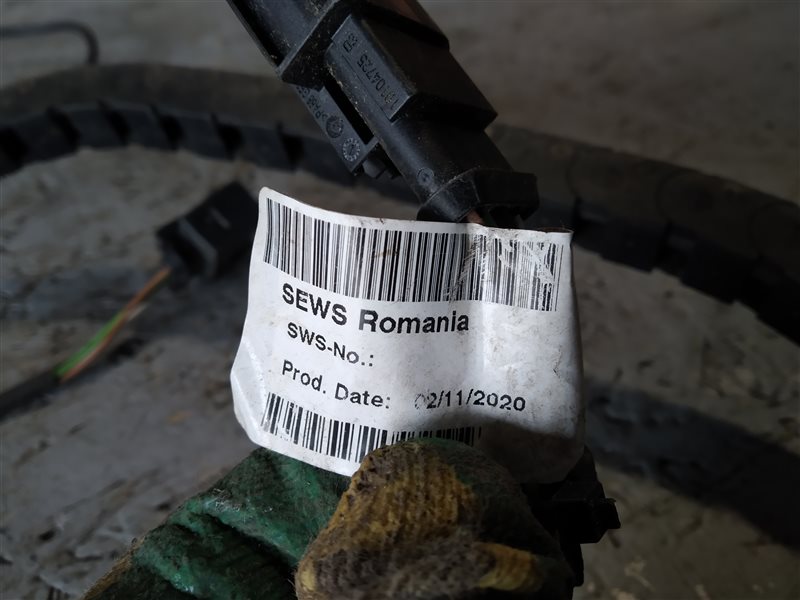 SEWS Romania
SWS-No.:
Prod. Date: 02/11/2020